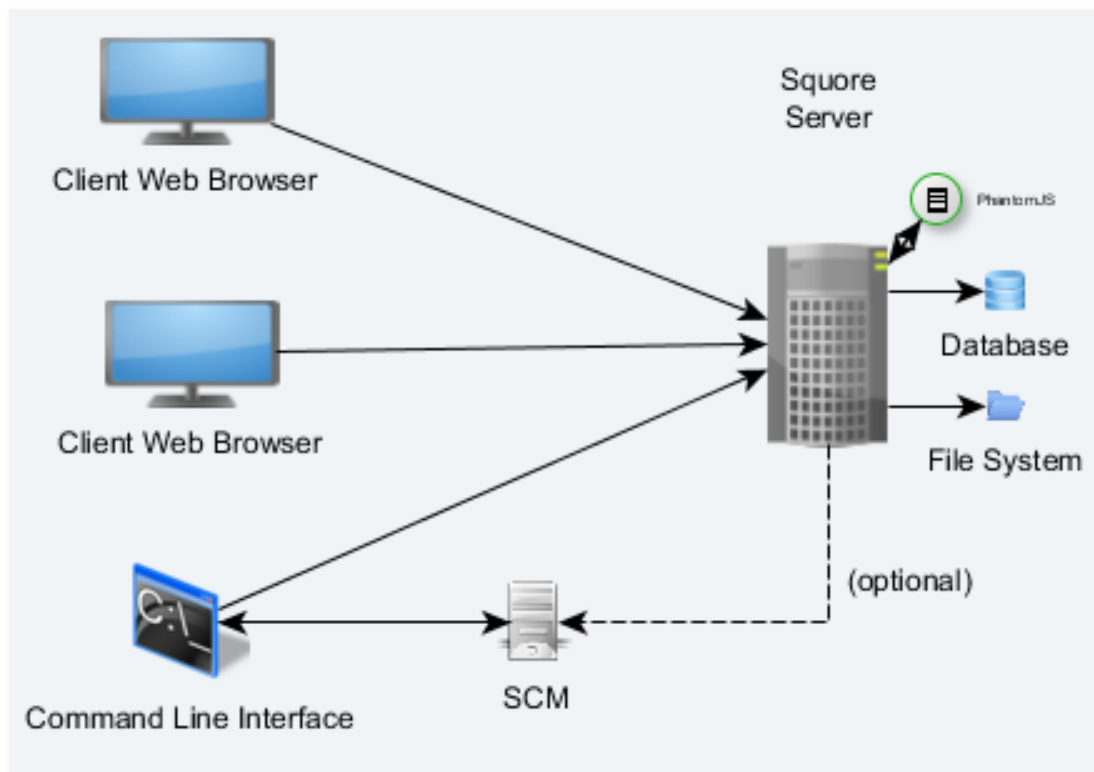 Squore
Server
Client Web Browser
PhantomJS
Database
Client Web Browser
File System
C:\_
(optional)
SCM
Command Line Interface